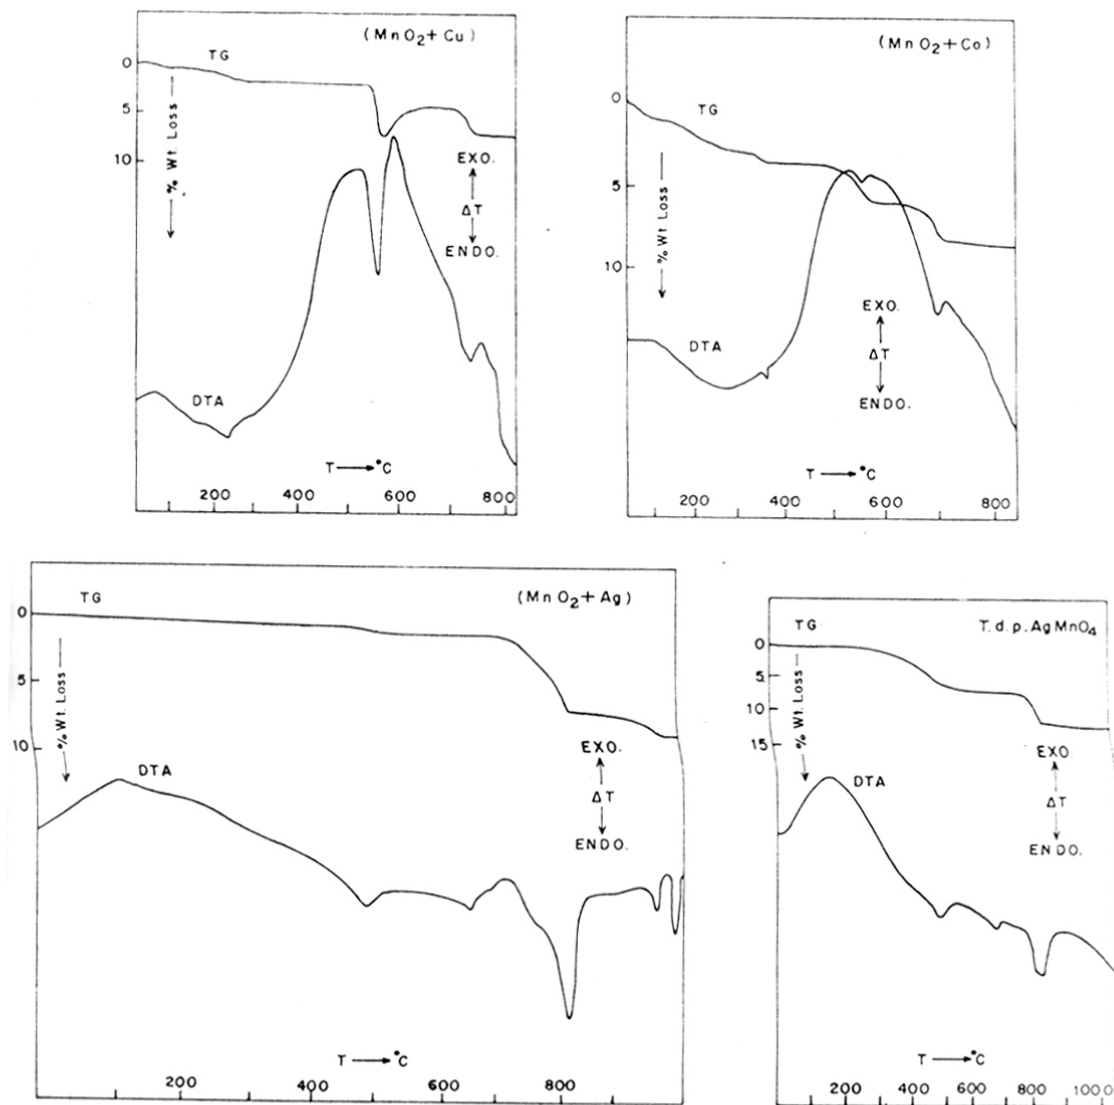 (MnO₂+Cu)
TG
0
5
10
% Wt. Loss
EXO.
ΔT
ENDO.
DTA
T → °C
200 400 600 800
(MnO₂+Co)
TG
0
5
10
% Wt. Loss
EXO.
ΔT
ENDO.
DTA
T → °C
200 400 600 800
(MnO₂+Ag)
TG
0
5
10
% Wt. Loss
DTA
EXO.
ΔT
ENDO.
T → °C
200 400 600 800
T.d.p.AgMnO₄
TG
0
5
10
15
% Wt. Loss
DTA
EXO.
ΔT
ENDO.
T → °C
200 400 600 800 1000